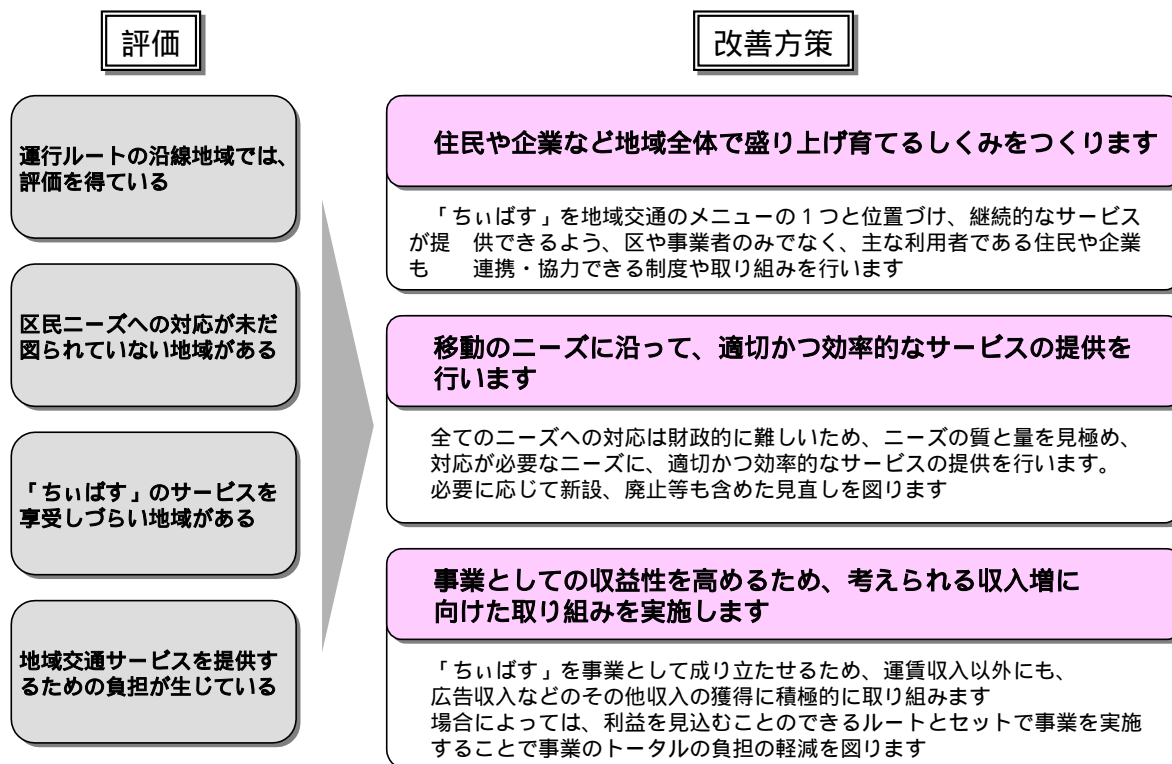 評価
運行ルートの沿線地域では、
評価を得ている
区民ニーズへの対応が未だ
図られていない地域がある
「ちぃばす」のサービスを
享受しづらい地域がある
地域交通サービスを提供す
るための負担が生じている
改善方策
住民や企業など地域全体で盛り上げ育てるしくみをつくります
「ちぃばす」を地域交通のメニューの1つと位置づけ、継続的なサービス
が提　供できるよう、区や事業者のみでなく、主な利用者である住民や企業
も　　連携・協力できる制度や取り組みを行います
移動のニーズに沿って、適切かつ効率的なサービスの提供を
行います
全てのニーズへの対応は財政的に難しいため、ニーズの質と量を見極め、
対応が必要なニーズに、適切かつ効率的なサービスの提供を行います。
必要に応じて新設、廃止等も含めた見直しを図ります
事業としての収益性を高めるため、考えられる収入増に
向けた取り組みを実施します
「ちぃばす」を事業として成り立たせるため、運賃収入以外にも、
広告収入などのその他収入の獲得に積極的に取り組みます
場合によっては、利益を見込むことのできるルートとセットで事業を実施
することで事業のトータルの負担の軽減を図ります